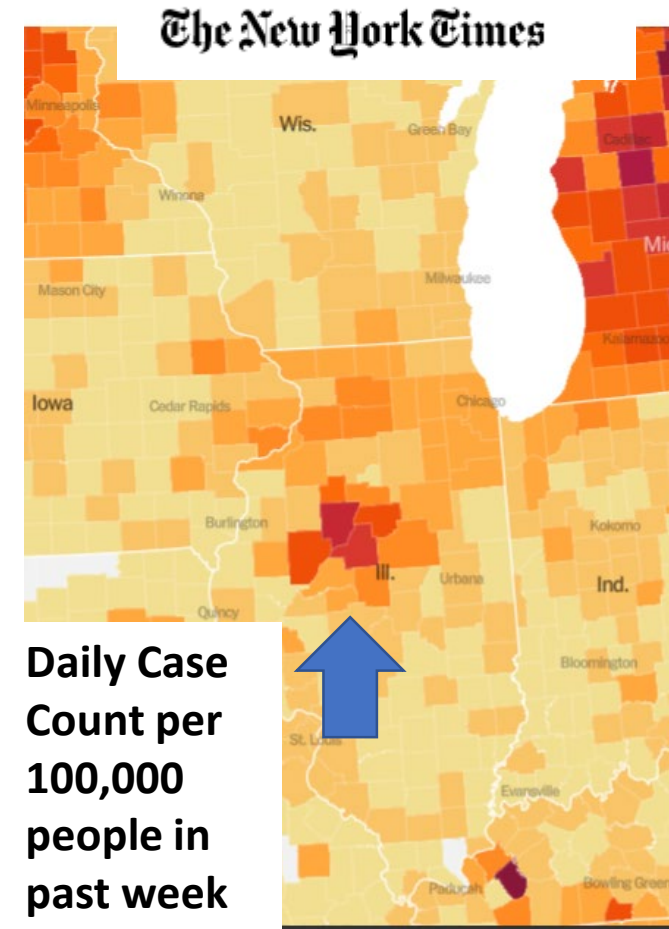 The New York Times
Minneapolis
Wis.
Green Bay
Cadillac
Winona
Mason City
Milwaukee
Kalamazoo
Iowa
Cedar Rapids
Chicago
Burlington
Kokomo
Ill.
Urbana
Ind.
Quincy
Bloomington
St. Louis
Evansville
Paducah
Bowling Green
Daily Case
Count per
100,000
people in
past week